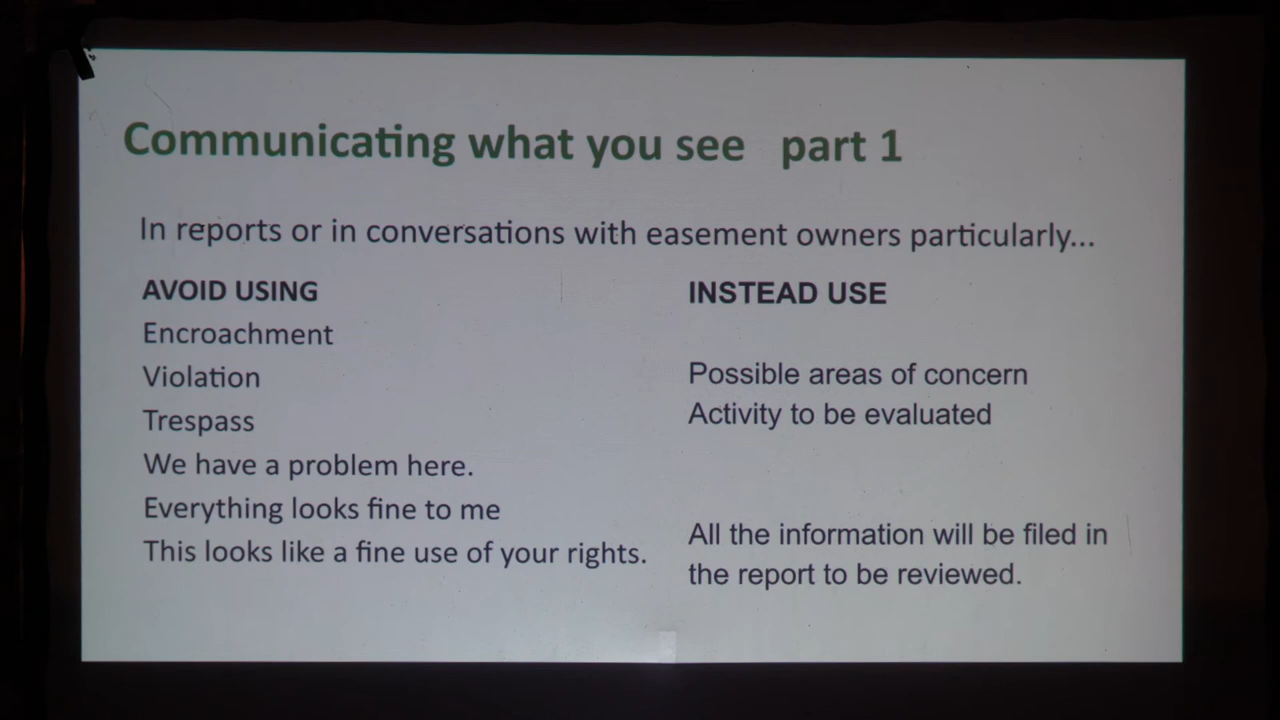 Communicating what you see part 1
In reports or in conversations with easement owners particularly...
AVOID USING
Encroachment
Violation
Trespass
We have a problem here.
Everything looks fine to me
This looks like a fine use of your rights.
INSTEAD USE
Possible areas of concern
Activity to be evaluated
All the information will be filed in
the report to be reviewed.